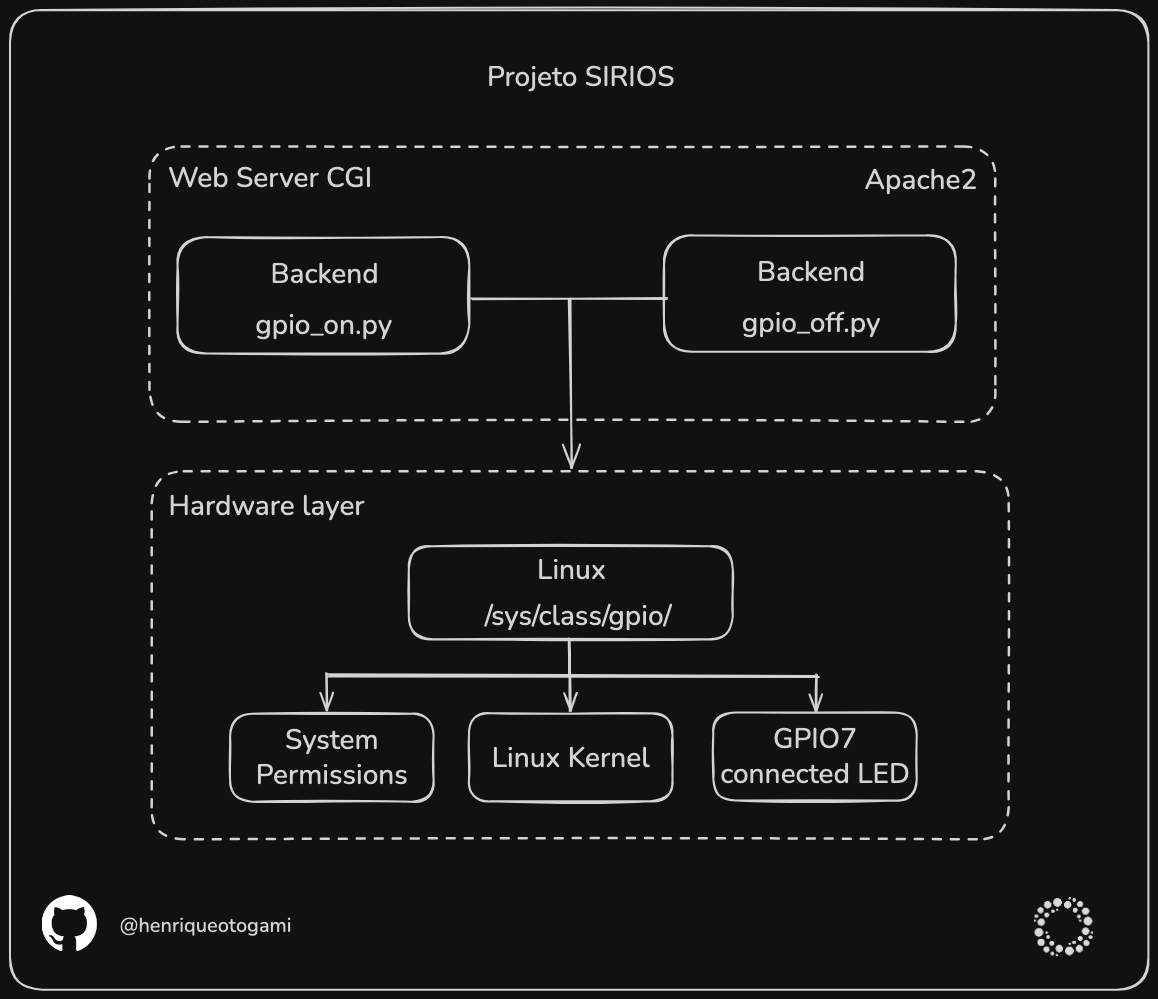 Projeto SIRIOS
Web Server CGI
Apache2
Backend
gpio_on.py
Backend
gpio_off.py
Hardware layer
Linux
/sys/class/gpio/
System
Permissions
Linux Kernel
GPIO7
connected LED
@henriqueotogami